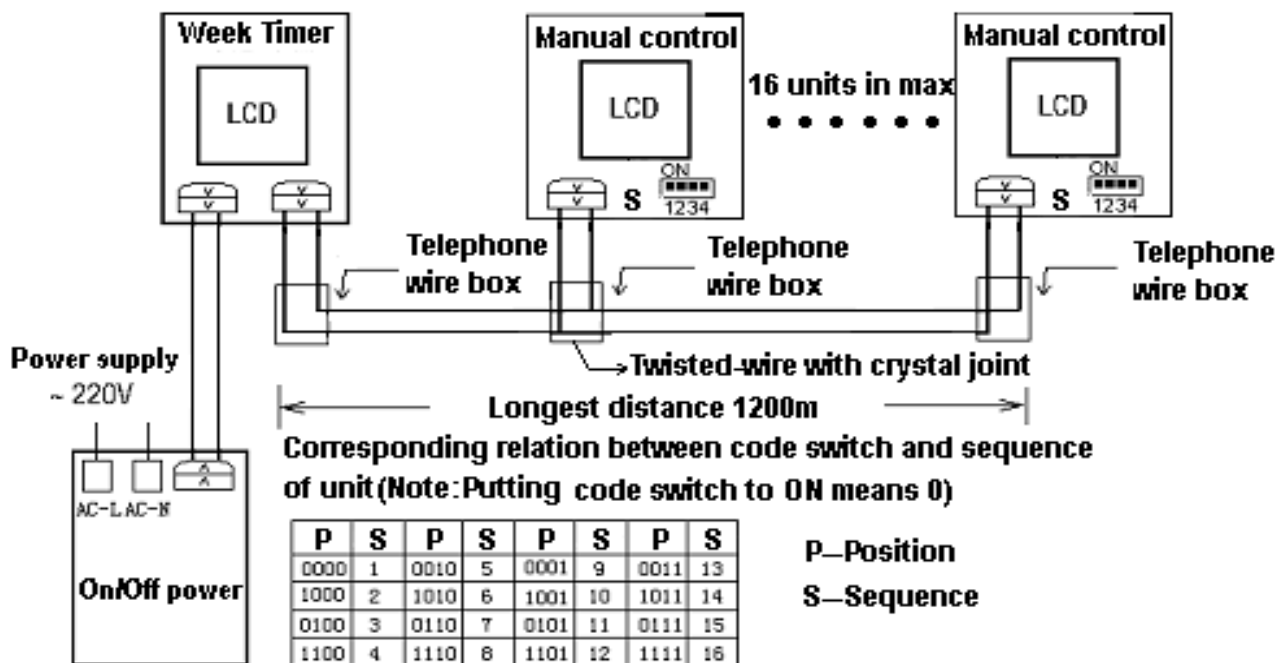 Week Timer
LCD
Manual control
LCD
ON
S
1234
16 units in max
Manual control
LCD
ON
S
1234
Telephone
wire box
Telephone
wire box
Telephone
wire box
Twisted-wire with crystal joint
Longest distance 1200m
Power supply
~ 220V
AC-L AC-N
On/Off power
Corresponding relation between code switch and sequence
of unit(Note:Putting code switch to ON means 0)
P S P S P S P S
0000 1 0010 5 0001 9 0011 13
1000 2 1010 6 1001 10 1011 14
0100 3 0110 7 0101 11 0111 15
1100 4 1110 8 1101 12 1111 16
P—Position
S—Sequence